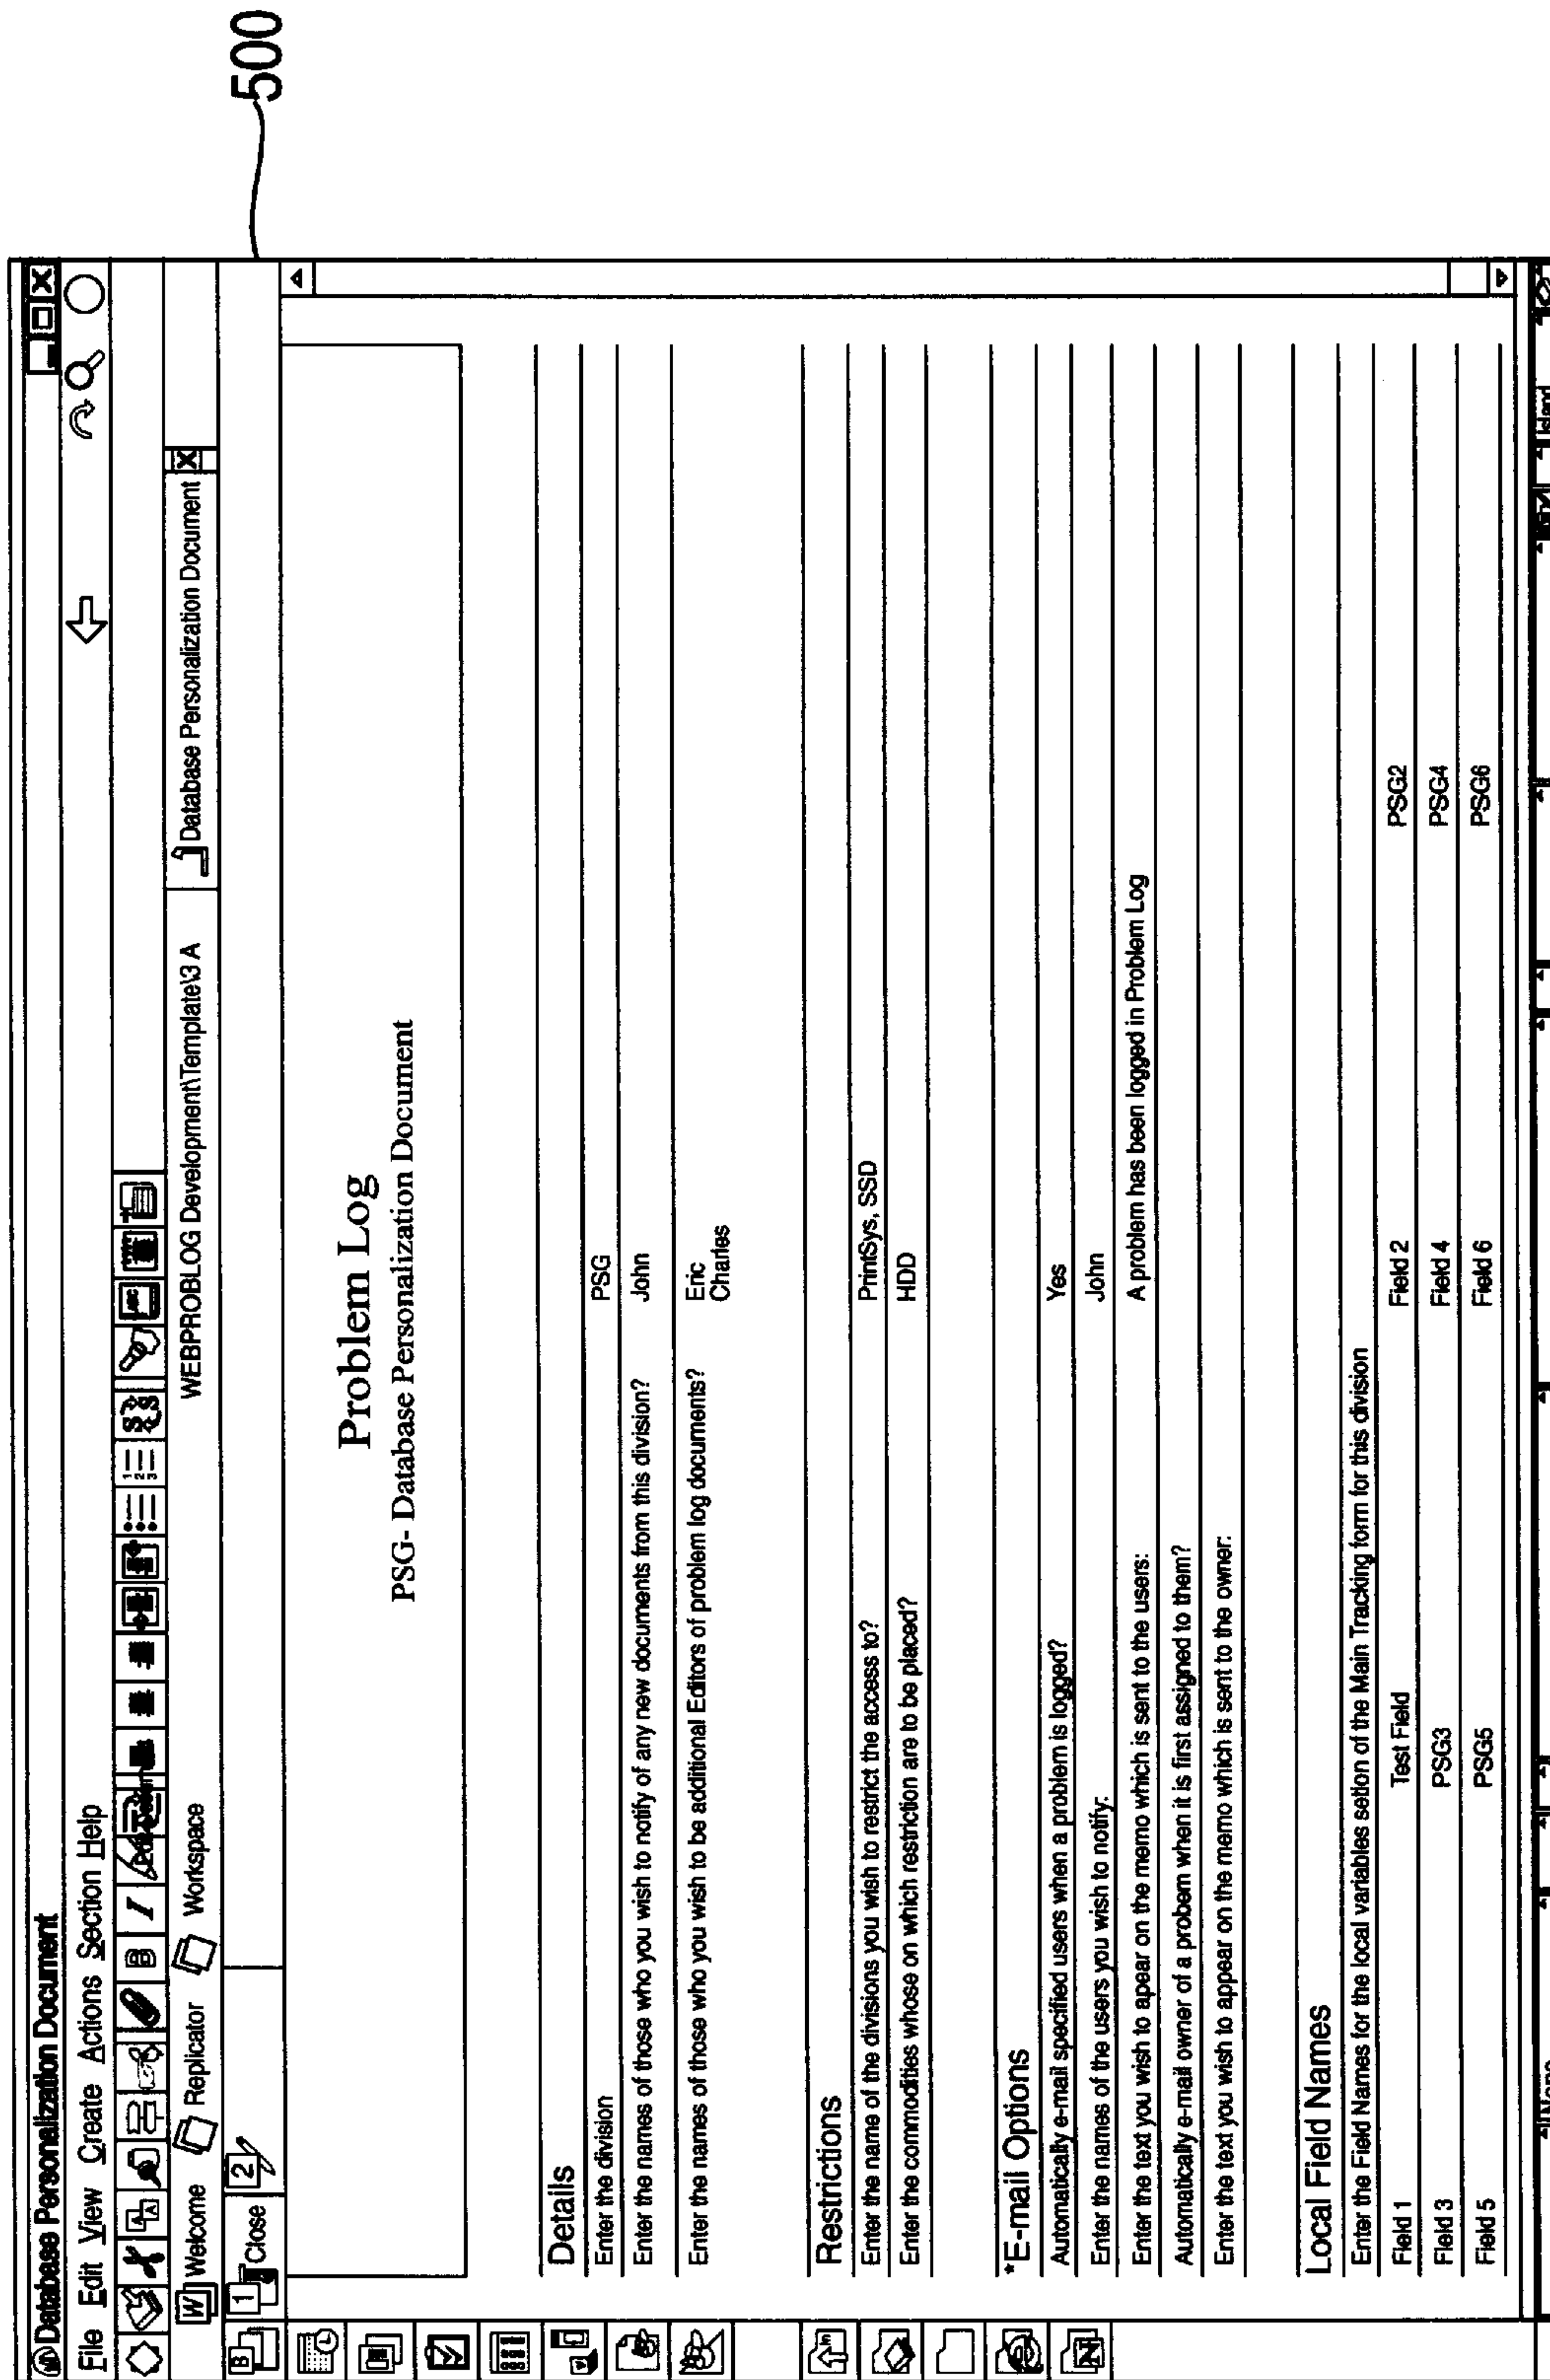 500
Database Personalization Document
File Edit View Create Actions Section Help
B I
Welcome Replicator Workspace WEBPROBLOG Development\Template\3 A Database Personalization Document
1 Close 2
Problem Log
PSG- Database Personalization Document
Details
Enter the division PSG
Enter the names of those who you wish to notify of any new documents from this division? John
Enter the names of those who you wish to be additional Editors of problem log documents? Eric
Charles
Restrictions
Enter the name of the divisions you wish to restrict the access to? PrintSys, SSD
Enter the commodities whose on which restriction are to be placed? HDD
*E-mail Options
Automatically e-mail specified users when a problem is logged? Yes
Enter the names of the users you wish to notify: John
Enter the text you wish to apear on the memo which is sent to the users: A problem has been logged in Problem Log
Automatically e-mail owner of a probem when it is first assigned to them?
Enter the text you wish to appear on the memo which is sent to the owner:
Local Field Names
Enter the Field Names for the local variables setion of the Main Tracking form for this division
Field 1 Test Field Field 2 PSG2
Field 3 PSG3 Field 4 PSG4
Field 5 PSG5 Field 6 PSG6